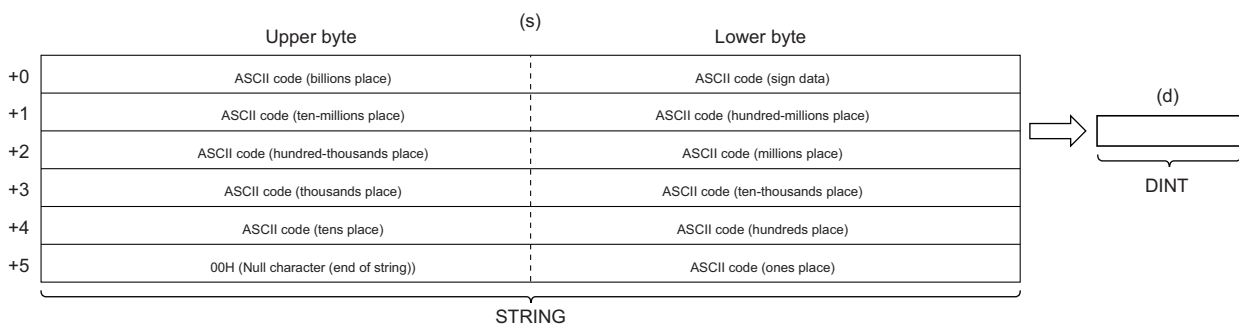 (s)
Upper byte Lower byte
+0 ASCII code (billions place) ASCII code (sign data)
+1 ASCII code (ten-millions place) ASCII code (hundred-millions place)
+2 ASCII code (hundred-thousands place) ASCII code (millions place)
+3 ASCII code (thousands place) ASCII code (ten-thousands place)
+4 ASCII code (tens place) ASCII code (hundreds place)
+5 00H (Null character (end of string)) ASCII code (ones place)
STRING
(d)
DINT